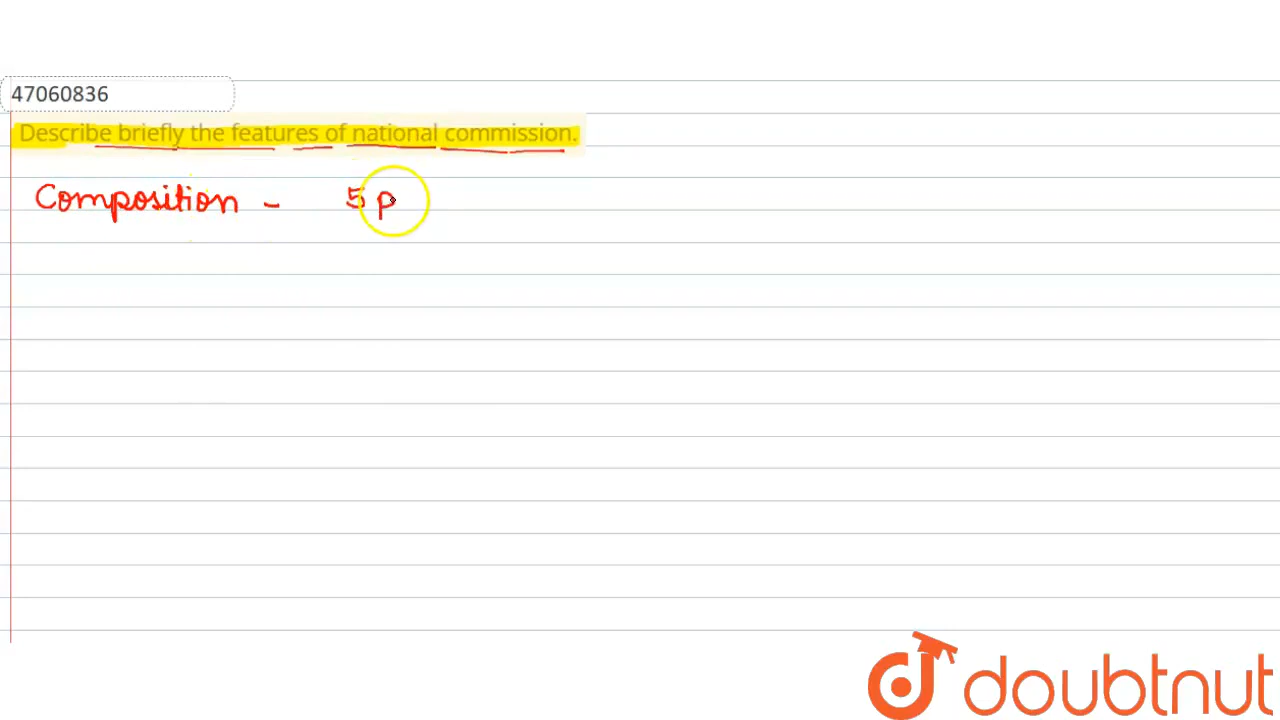 47060836
Describe briefly the features of national commission.
Composition - 5 p
doubtnut